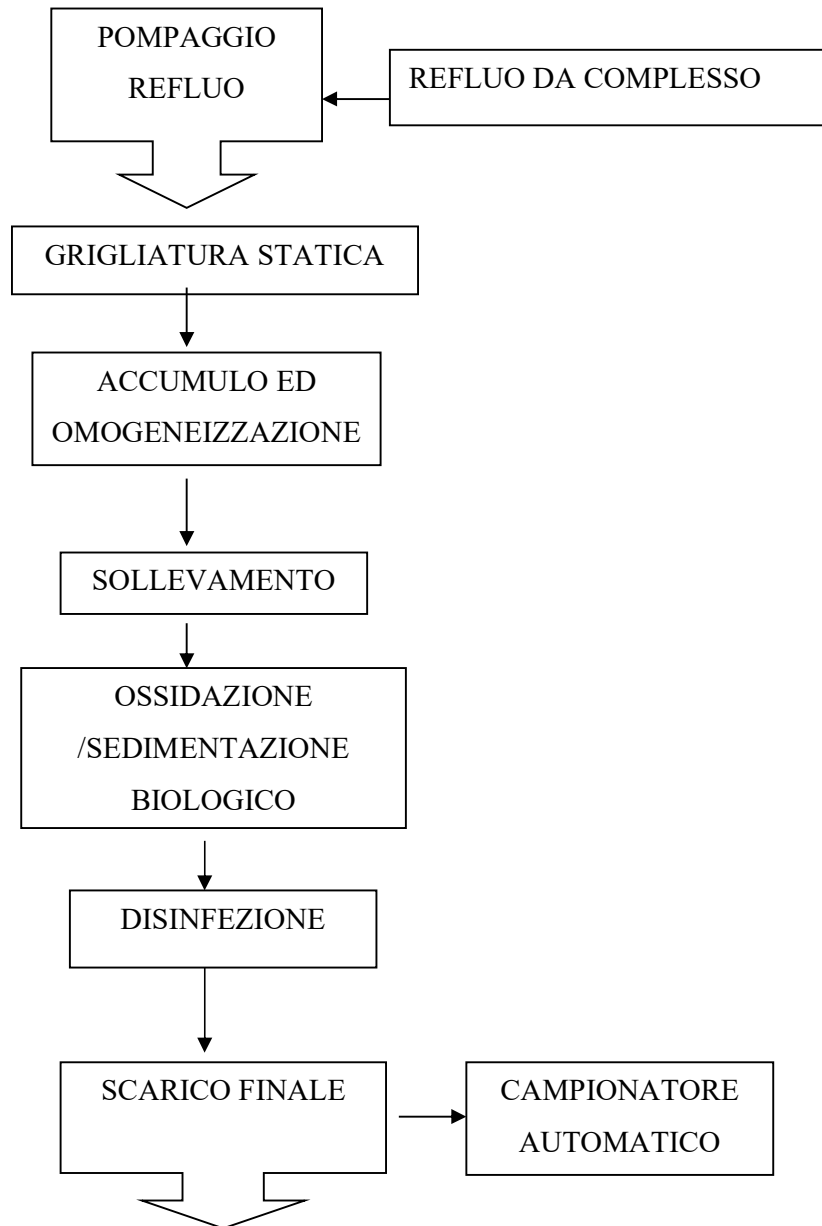 POMPAGGIO
REFLUO
REFLUO DA COMPLESSO
GRIGLIATURA STATICA
ACCUMULO ED
OMOGENEIZZAZIONE
SOLLEVAMENTO
OSSIDAZIONE
/SEDIMENTAZIONE
BIOLOGICO
DISINFEZIONE
SCARICO FINALE
CAMPIONATORE
AUTOMATICO